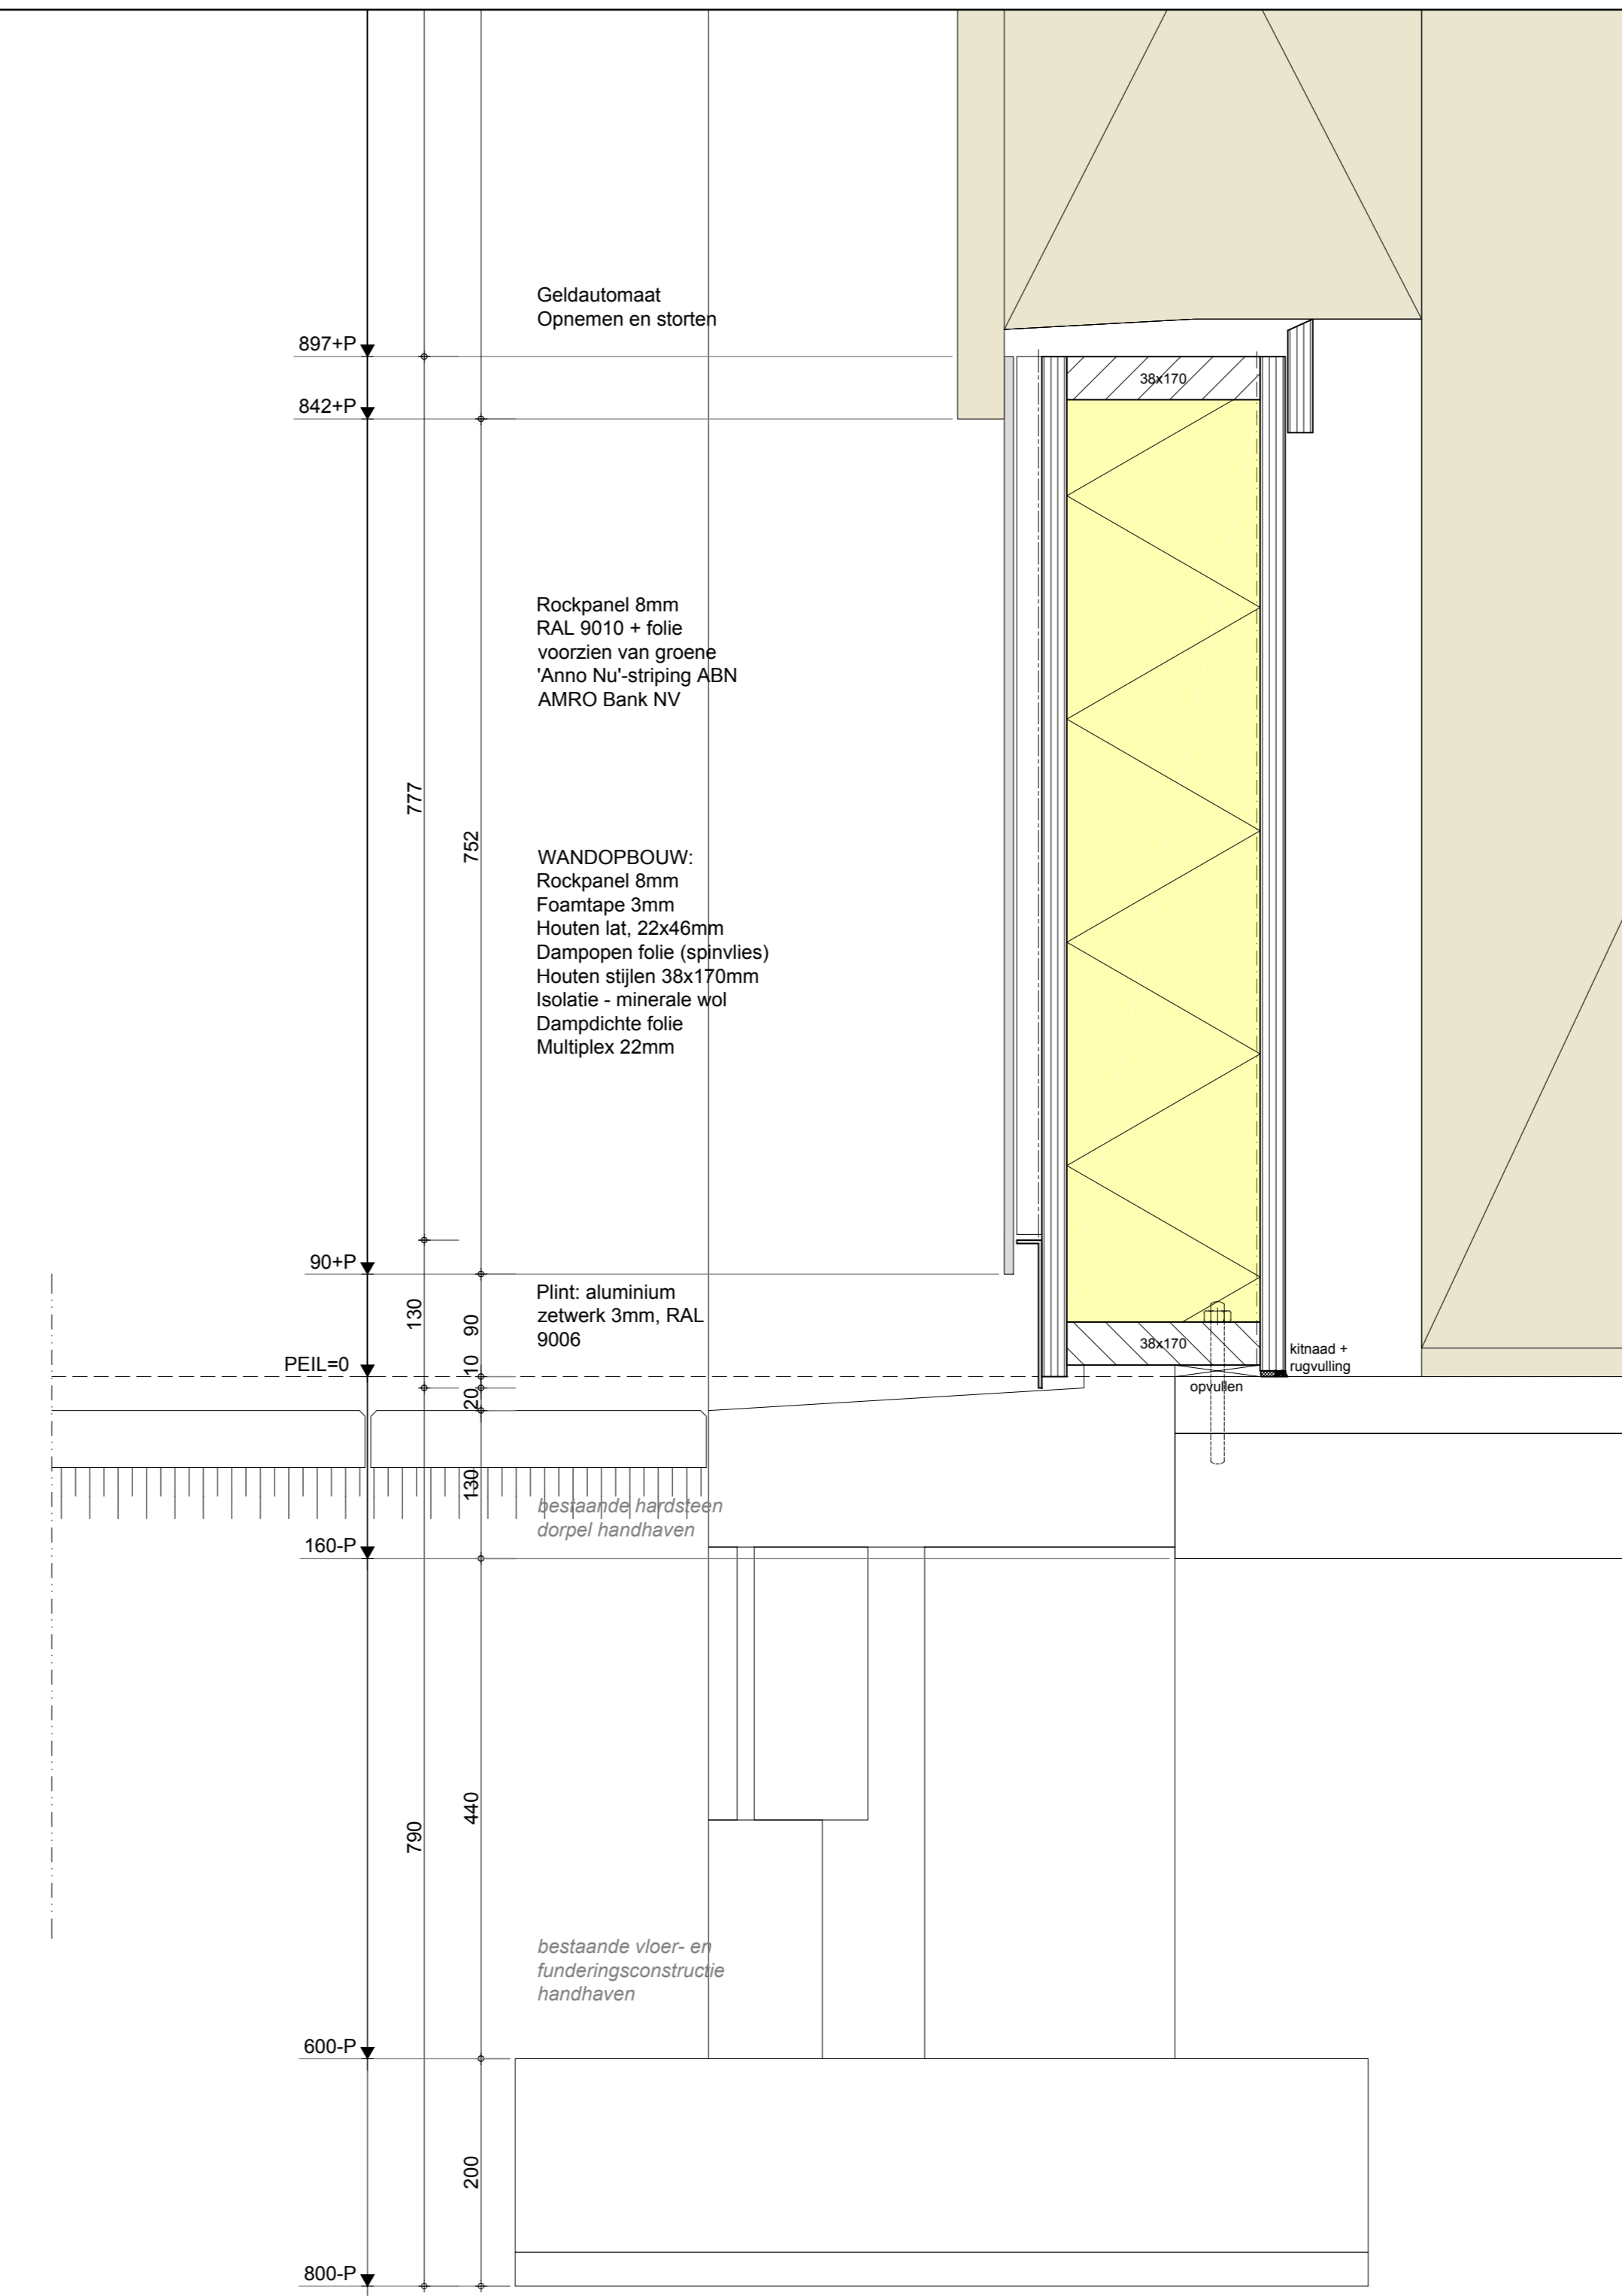 Geldautomaat
Opnemen en storten
897+P
38x170
842+P
Rockpanel 8mm
RAL 9010 + folie
voorzien van groene
'Anno Nu'-striping ABN
AMRO Bank NV
777
752
WANDOPBOUW:
Rockpanel 8mm
Foamtape 3mm
Houten lat, 22x46mm
Dampopen folie (spinvlies)
Houten stijlen 38x170mm
Isolatie - minerale wol
Dampdichte folie
Multiplex 22mm
90+P
Plint: aluminium
zetwerk 3mm, RAL
9006
130
90
38x170
kitnaad +
rugvulling
PEIL=0
10
20
opvullen
130
bestaande hardsteen
dorpel handhaven
160-P
440
790
bestaande vloer- en
funderingsconstructie
handhaven
600-P
200
800-P